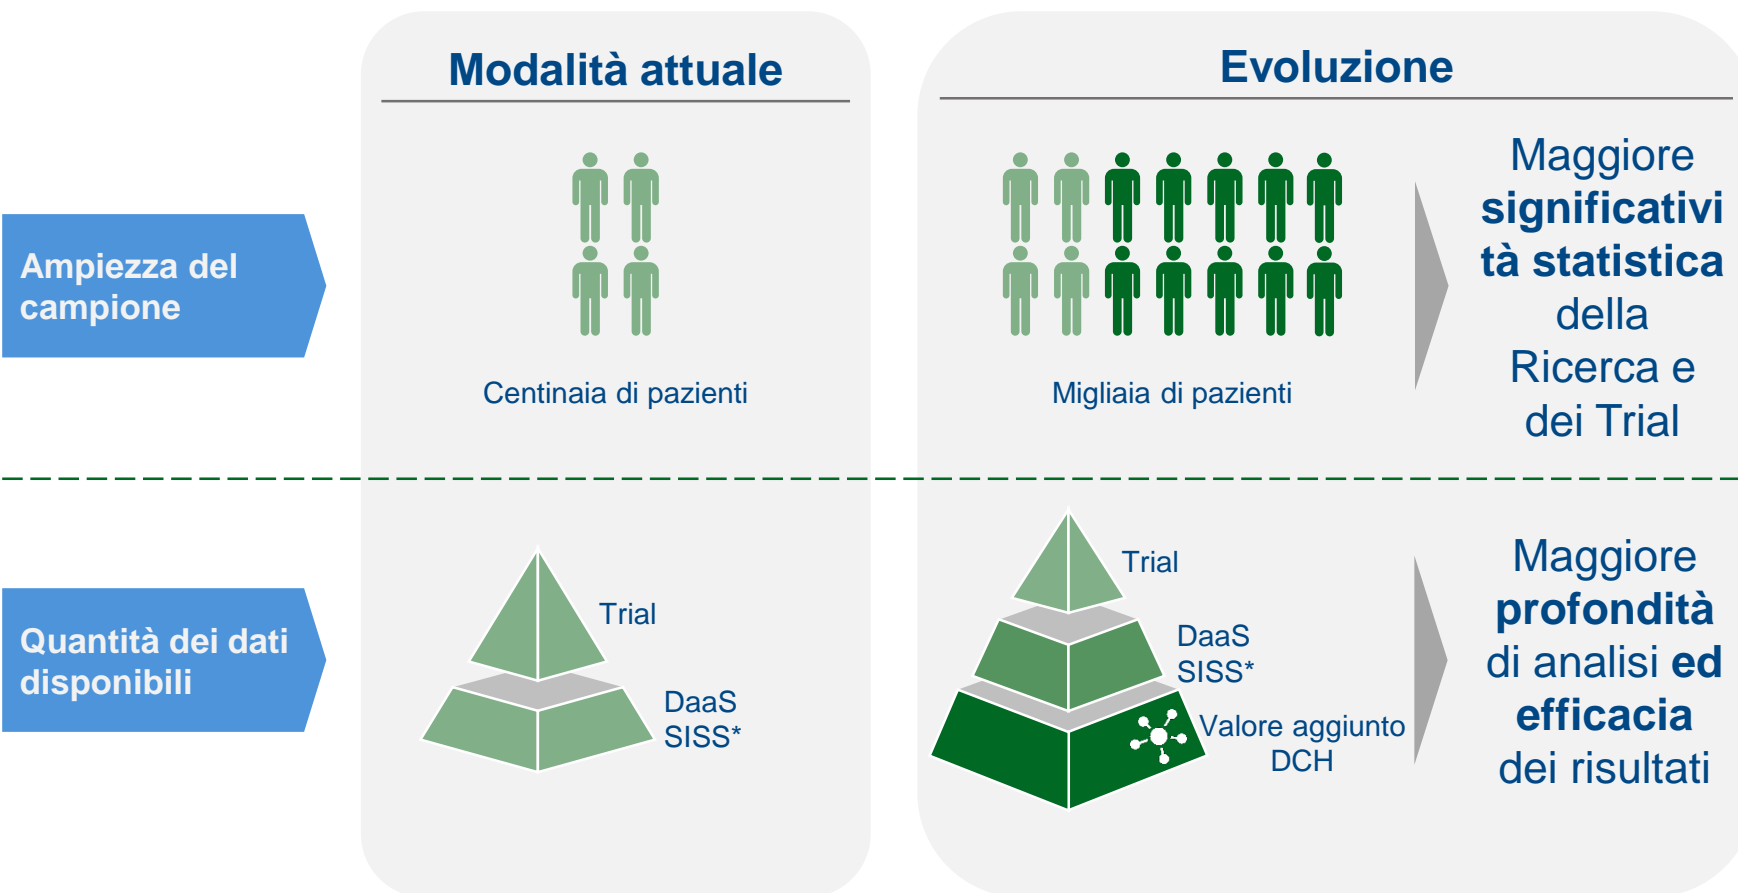 Modalità attuale
Evoluzione
Ampiezza del
campione
Centinaia di pazienti
Migliaia di pazienti
Maggiore
significativi
tà statistica
della
Ricerca e
dei Trial
Quantità dei dati
disponibili
Trial
DaaS
SISS*
Trial
DaaS
SISS*
Valore aggiunto
DCH
Maggiore
profondità
di analisi ed
efficacia
dei risultati